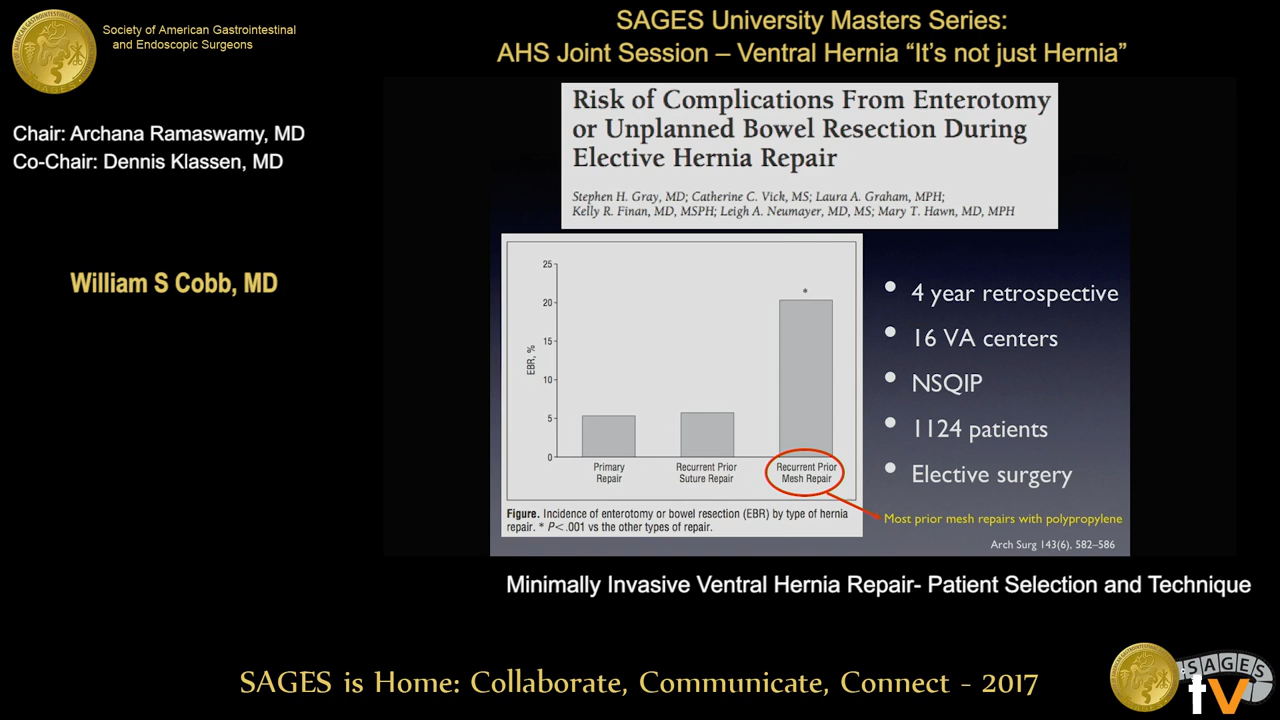 Society of American Gastrointestinal
and Endoscopic Surgeons
SAGES University Masters Series:
AHS Joint Session – Ventral Hernia “It’s not just Hernia”
Chair: Archana Ramaswamy, MD
Co-Chair: Dennis Klassen, MD
William S Cobb, MD
Risk of Complications From Enterotomy
or Unplanned Bowel Resection During
Elective Hernia Repair
Stephen H. Gray, MD; Catherine C. Vick, MS; Laura A. Graham, MPH;
Kelly R. Finan, MD, MSPH; Leigh A. Neumayer, MD, MS; Mary T. Hawn, MD, MPH
EBR, %
25
20
15
10
5
0
*
Primary
Repair
Recurrent Prior
Suture Repair
Recurrent Prior
Mesh Repair
Figure. Incidence of enterotomy or bowel resection (EBR) by type of hernia
repair. * P<.001 vs the other types of repair.
• 4 year retrospective
• 16 VA centers
• NSQIP
• 1124 patients
• Elective surgery
Most prior mesh repairs with polypropylene
Arch Surg 143(6), 582–586
Minimally Invasive Ventral Hernia Repair- Patient Selection and Technique
SAGES is Home: Collaborate, Communicate, Connect - 2017
SAGES
tv